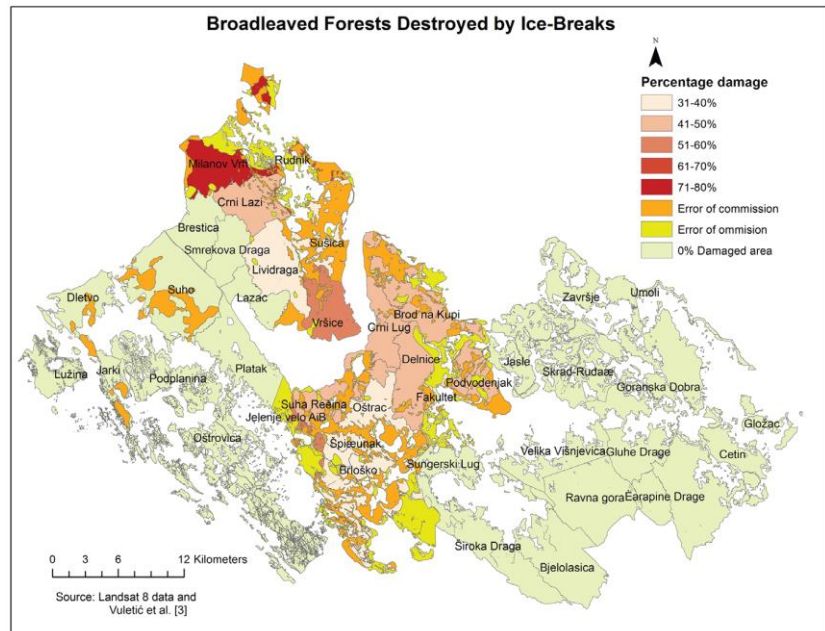 Broadleaved Forests Destroyed by Ice-Breaks
N
Percentage damage
31-40%
41-50%
51-60%
61-70%
71-80%
Error of commission
Error of ommision
0% Damaged area
Milanov Vrh
Rudnik
Crni Lazi
Brestica
Sušica
Smrekova Draga
Lividraga
Suho
Lazac
Dletvo
Vršice
Brod na Kupi
Crni Lug
Završje
Umoli
Platak
Delnice
Jasle
Skrad-Rudaæ
Lužina
Jarki
Podplanina
Podvodenjak
Goranska Dobra
Suha Reèina
Oštrac
Fakultet
Jelenje velo AiB
Oštrovica
Špièunak
Gložac
Brloško
Sungerski Lug
Velika Višnjevica
Gluhe Drage
Cetin
Ravna gora
Èarapine Drage
Široka Draga
Bjelolasica
0 3 6 12 Kilometers
Source: Landsat 8 data and
Vuletić et al. [3]